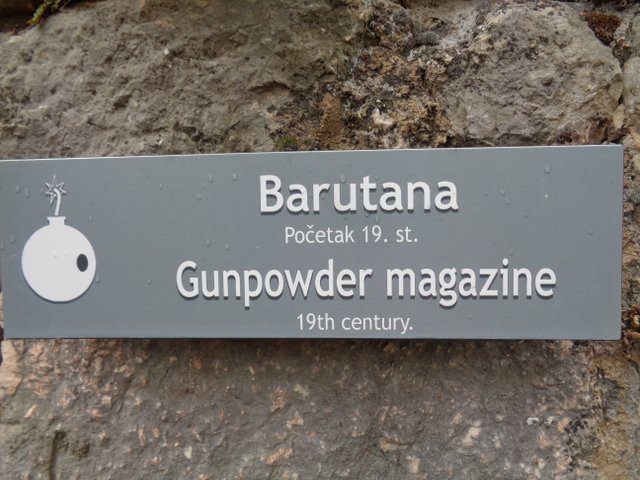 Barutana
Početak 19. st.
Gunpowder magazine
19th century.